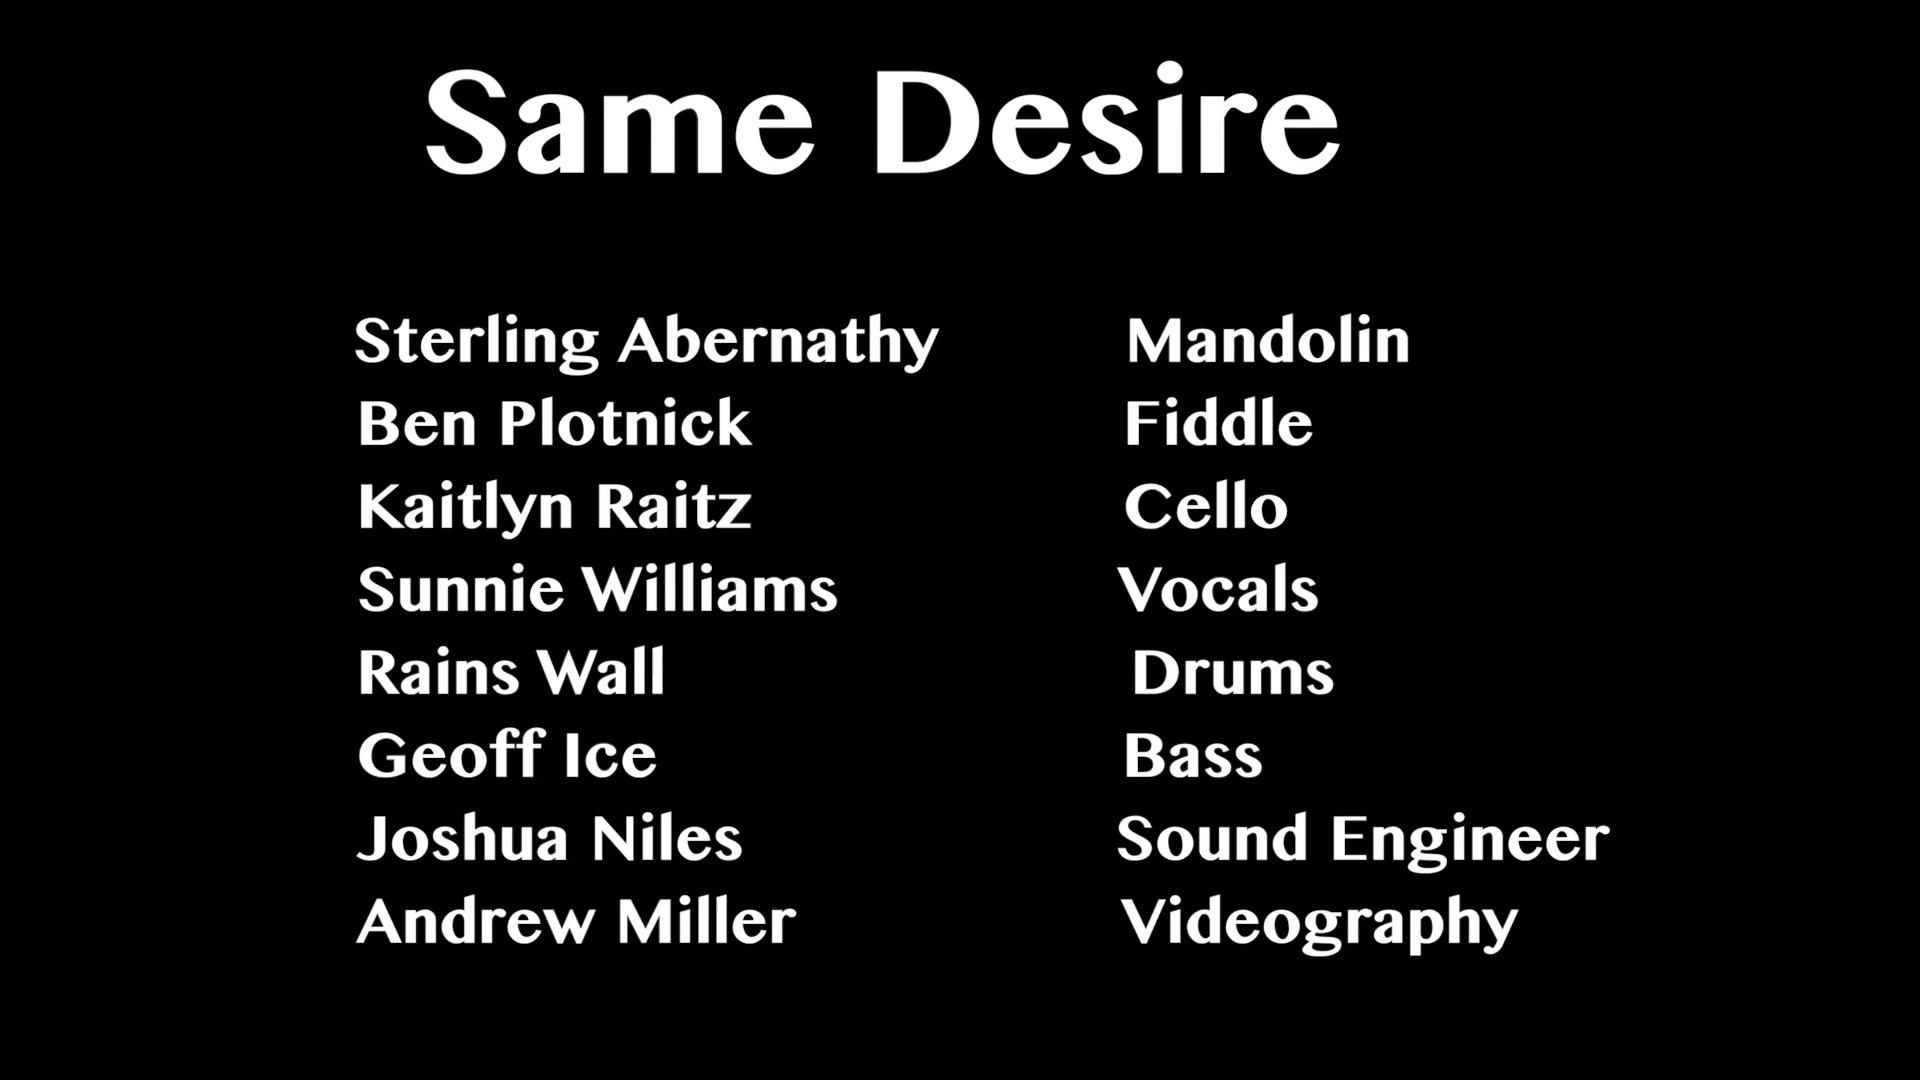 Same Desire
Sterling Abernathy Mandolin
Ben Plotnick Fiddle
Kaitlyn Raitz Cello
Sunnie Williams Vocals
Rains Wall Drums
Geoff Ice Bass
Joshua Niles Sound Engineer
Andrew Miller Videography